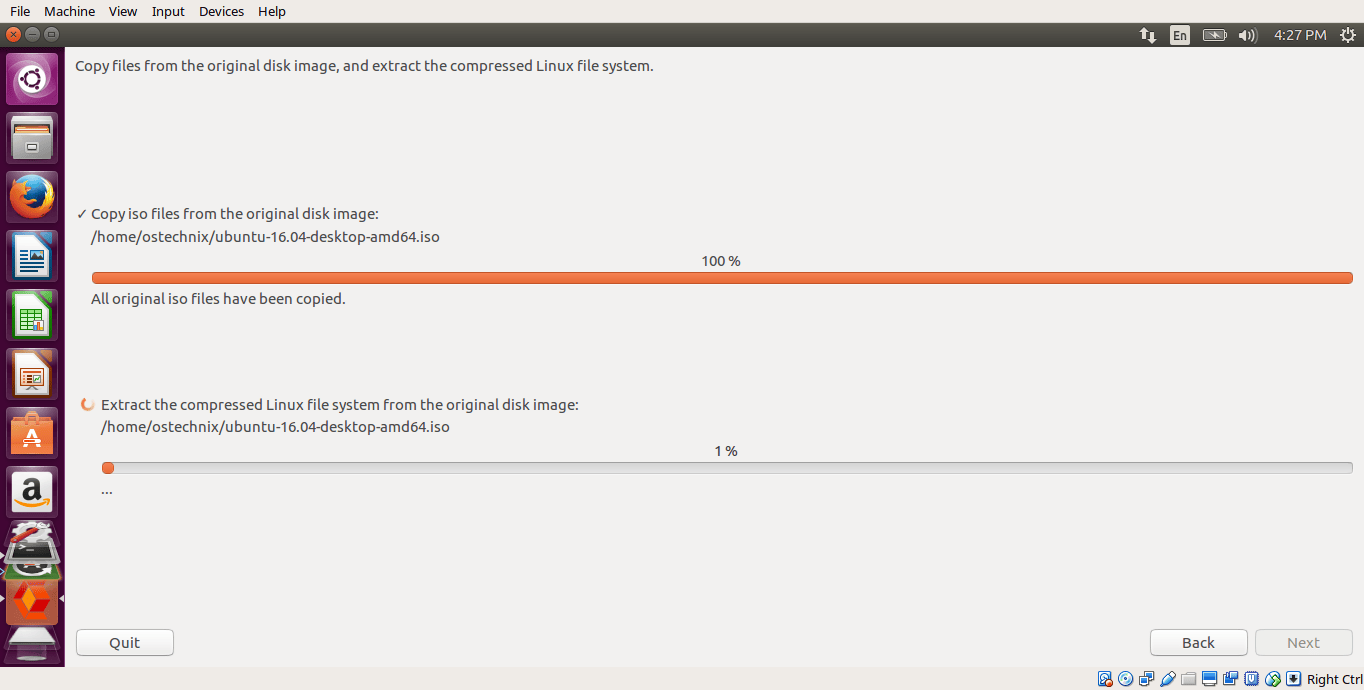 File Machine View Input Devices Help
En 4:27 PM
Copy files from the original disk image, and extract the compressed Linux file system.
✓ Copy iso files from the original disk image:
/home/ostechnix/ubuntu-16.04-desktop-amd64.iso
100 %
All original iso files have been copied.
Extract the compressed Linux file system from the original disk image:
/home/ostechnix/ubuntu-16.04-desktop-amd64.iso
1 %
...
Quit Back Next
Right Ctrl